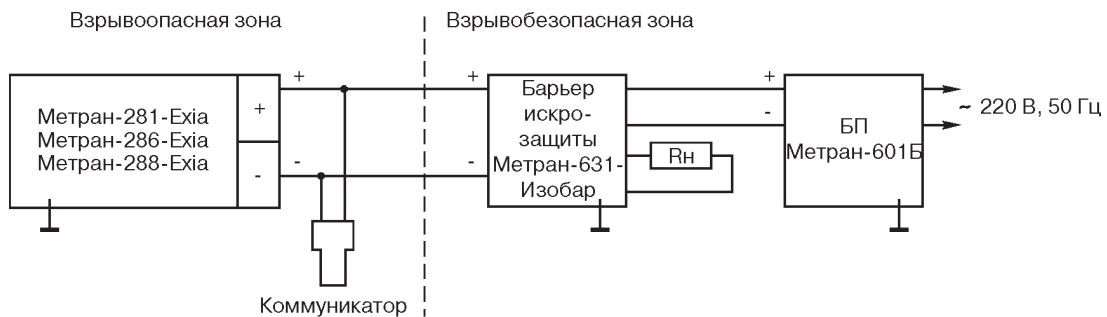 Взрывоопасная зона
Взрывобезопасная зона
Метран-281-Exia
Метран-286-Exia
Метран-288-Exia
+
-
+
-
+
-
Барьер
искро-
защиты
Метран-631-
Изобар
Rн
+
-
БП
Метран-601Б
~ 220 В, 50 Гц
Коммуникатор